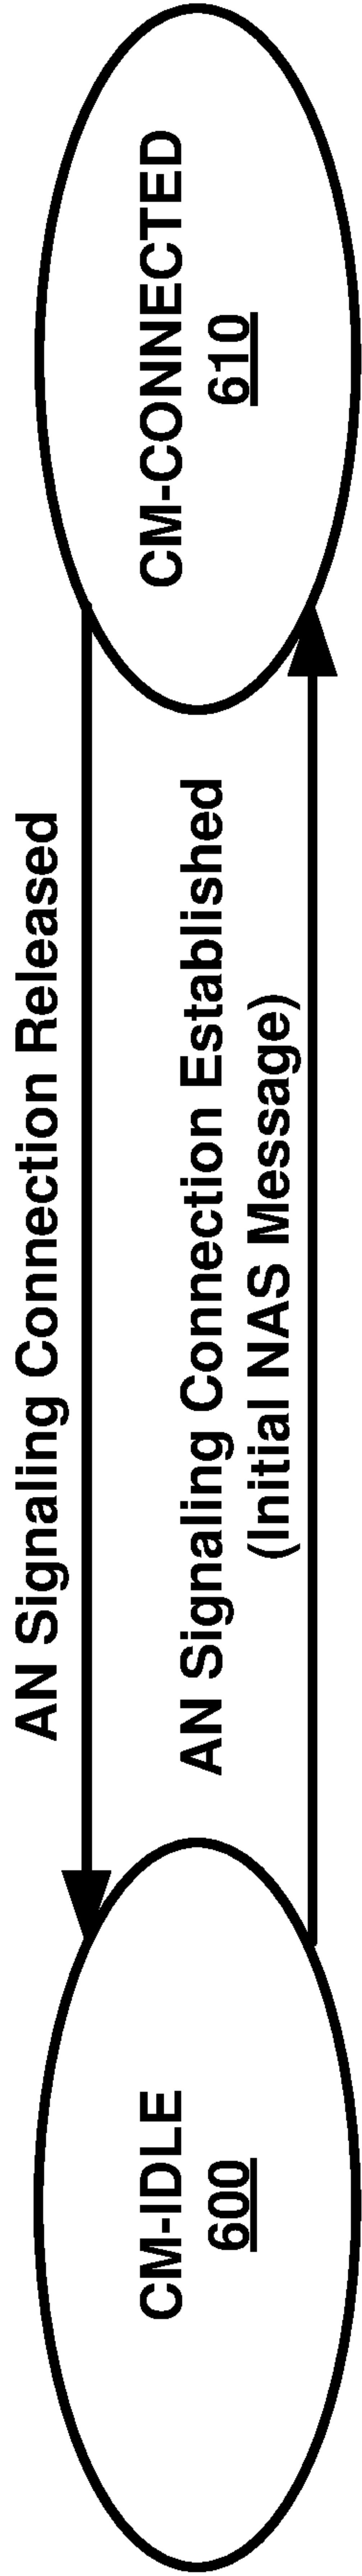 AN Signaling Connection Released
CM-IDLE
600
AN Signaling Connection Established
(Initial NAS Message)
CM-CONNECTED
610